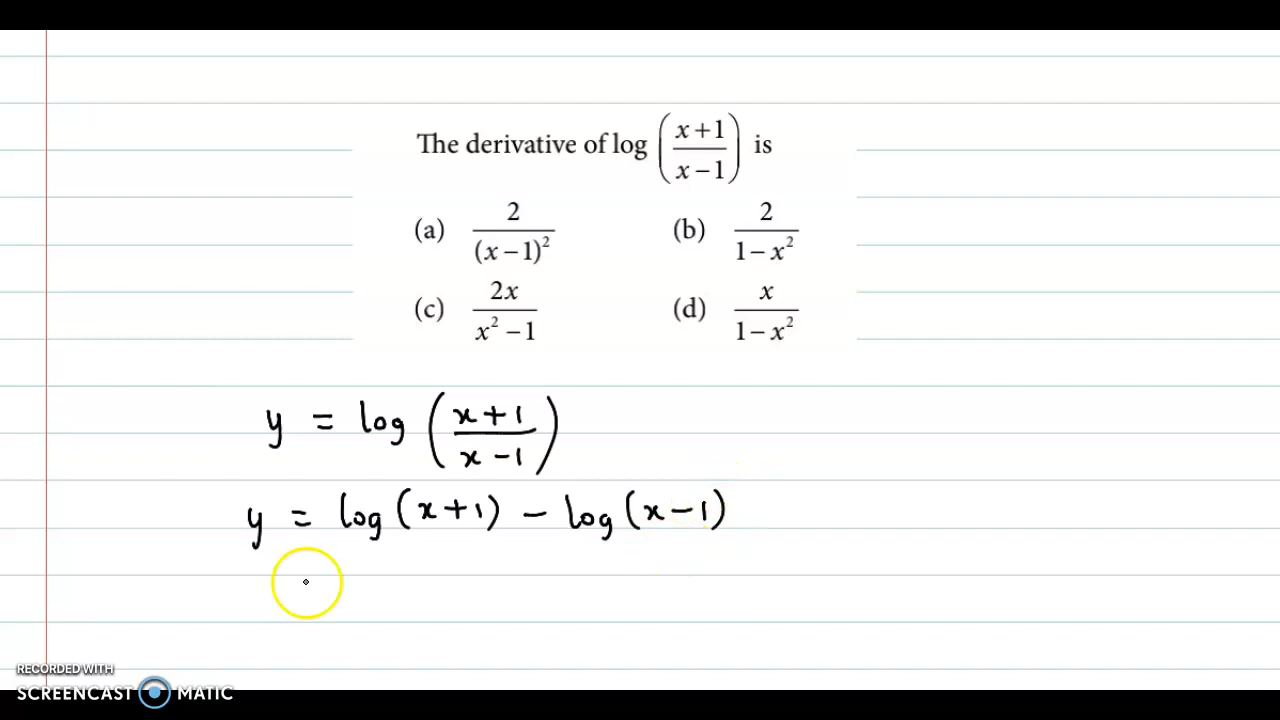 The derivative of log (x+1 / x−1) is
(a) 2 / (x−1)² (b) 2 / 1−x²
(c) 2x / x²−1 (d) x / 1−x²
y = log (x+1 / x−1)
y = log (x+1) − log (x−1)
RECORDED WITH
SCREENCAST MATIC